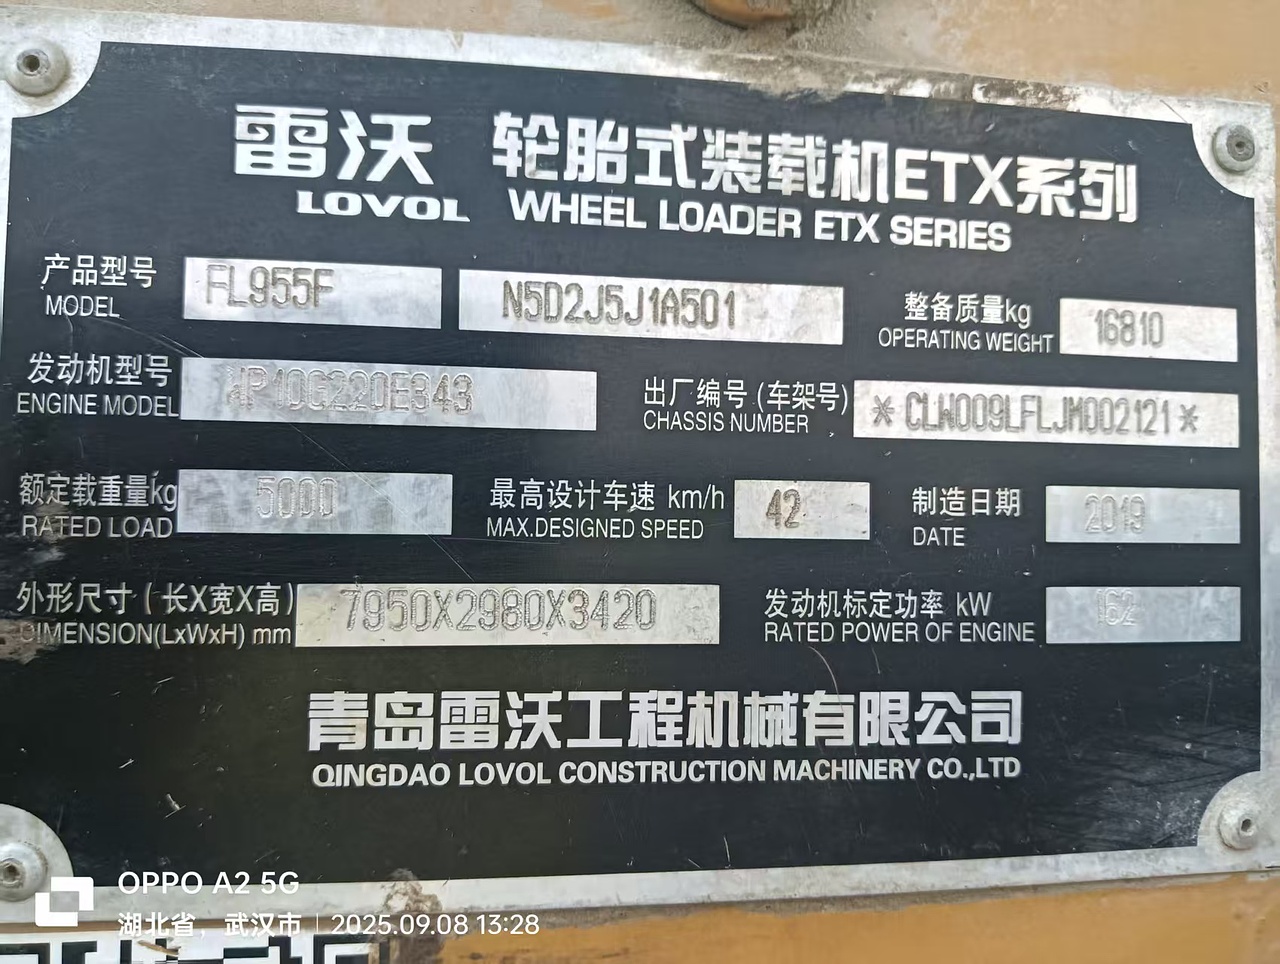 雷沃 轮胎式装载机ETX系列
LOVOL WHEEL LOADER ETX SERIES
产品型号 FL955F N5D2J5J1A501 整备质量kg 16810
MODEL OPERATING WEIGHT
发动机型号 WP10G220E343 出厂编号(车架号) *CLW009LFLJM002121*
ENGINE MODEL CHASSIS NUMBER
额定载重量kg 5000 最高设计车速 km/h 42 制造日期 2019
RATED LOAD MAX.DESIGNED SPEED DATE
外形尺寸(长X宽X高) 7950X2980X3420 发动机标定功率 kW 162
DIMENSION(LxWxH) mm RATED POWER OF ENGINE
青岛雷沃工程机械有限公司
QINGDAO LOVOL CONSTRUCTION MACHINERY CO.,LTD
OPPO A2 5G
湖北省，武汉市 | 2025.09.08 13:28